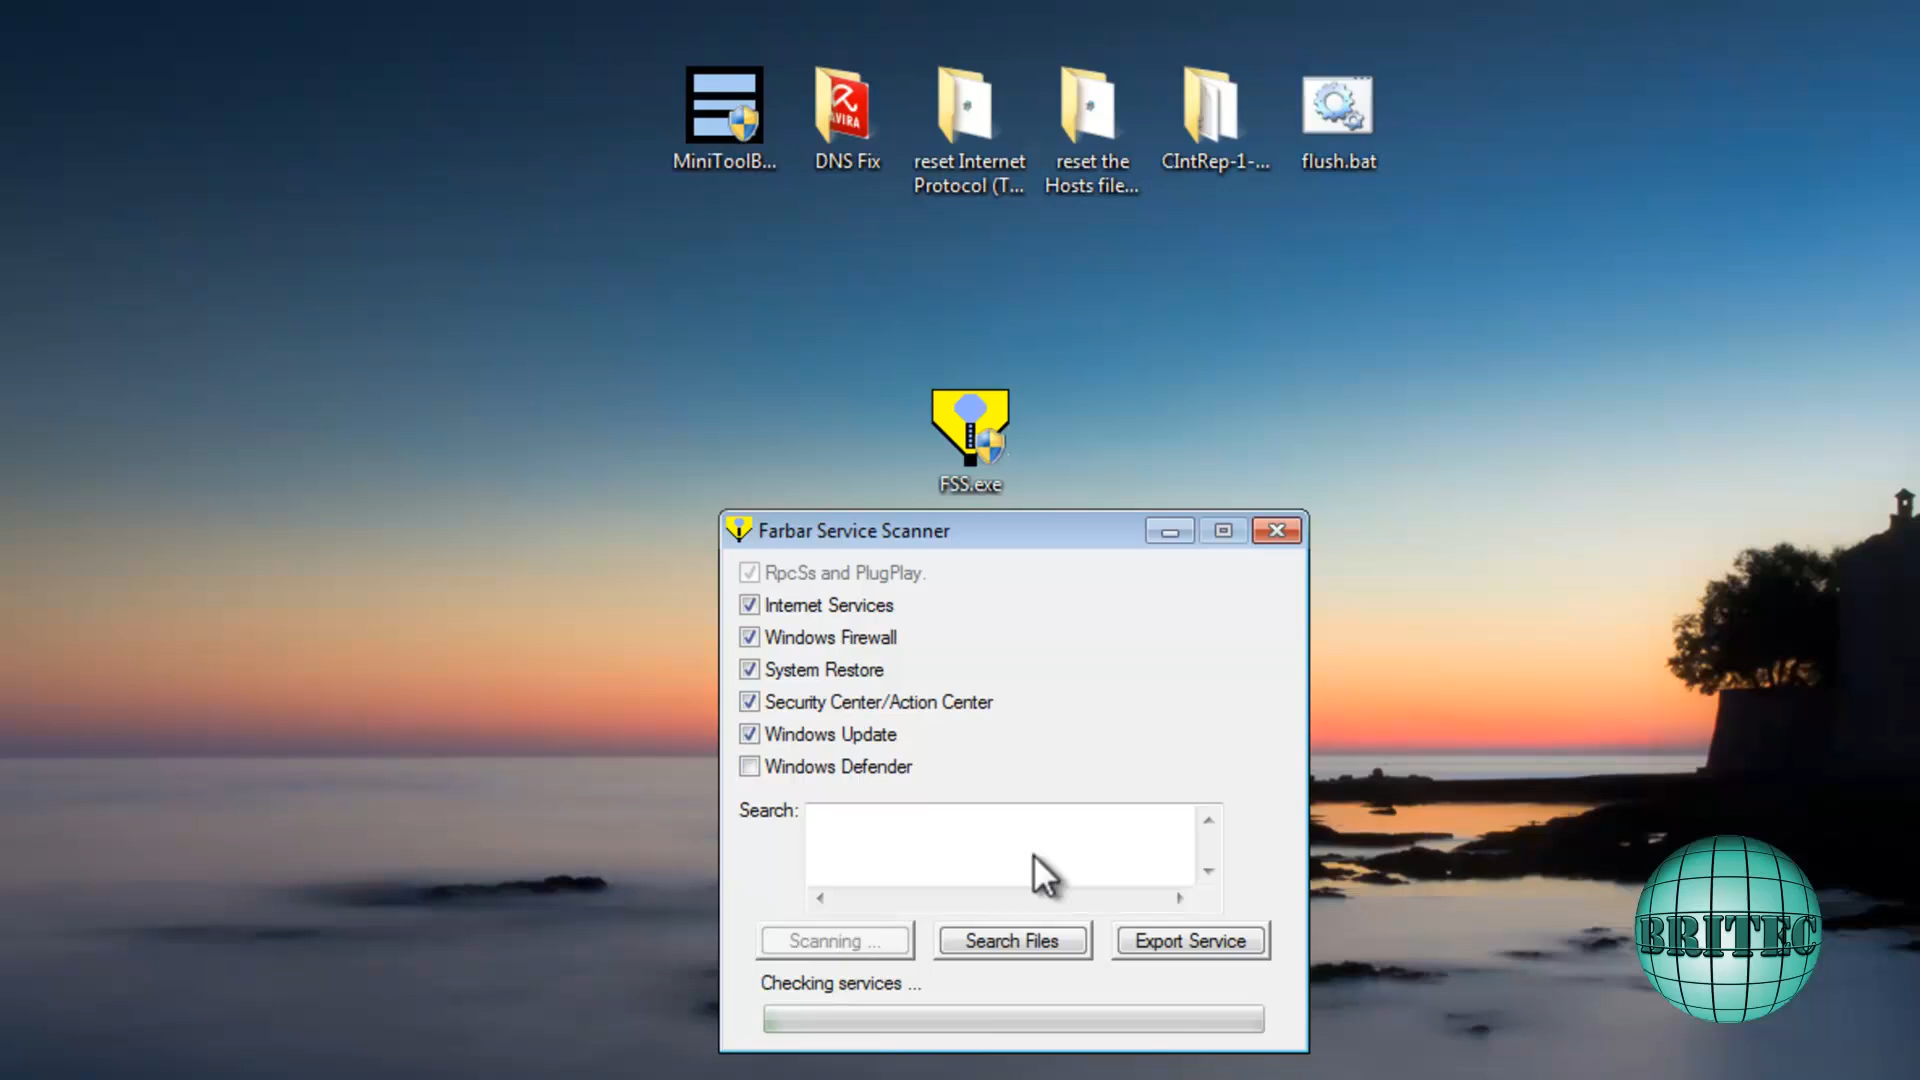 MiniToolB...
DNS Fix
reset Internet
Protocol (T...
reset the
Hosts file...
CIntRep-1-...
flush.bat
AVIRA
FSS.exe
Farbar Service Scanner
RpcSs and PlugPlay.
Internet Services
Windows Firewall
System Restore
Security Center/Action Center
Windows Update
Windows Defender
Search:
Scanning ...
Search Files
Export Service
Checking services ...
BRITEC